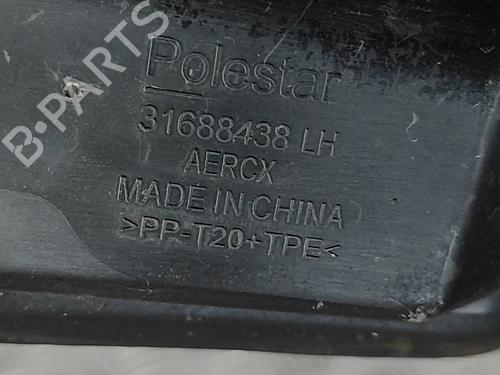 B-PARTS
Polestar
31688438 LH
AERCX
MADE IN CHINA
>PP-T20+TPE<